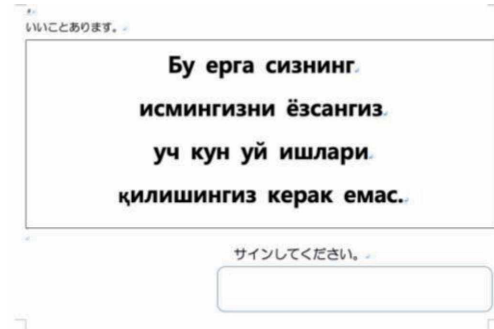 いいことあります。
Бу ерга сизнинг
исмингизни ёзсангиз
уч кун уй ишлари
қилишингиз керак емас.
サインしてください。